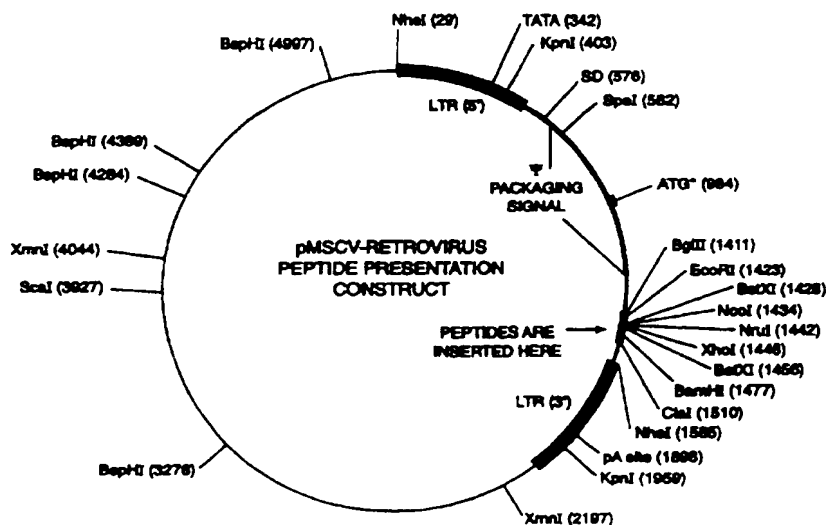 NheI (29)
TATA (342)
KpnI (403)
SD (576)
SpeI (582)
LTR (5')
BspHI (4997)
BspHI (4389)
BspHI (4284)
Ψ
PACKAGING
SIGNAL
ATG° (984)
XmnI (4044)
ScaI (3927)
pMSCV-RETROVIRUS
PEPTIDE PRESENTATION
CONSTRUCT
BglII (1411)
EcoRI (1423)
BstXI (1428)
NcoI (1434)
NruI (1442)
XhoI (1446)
BstXI (1456)
BamHI (1477)
ClaI (1510)
NheI (1585)
PEPTIDES ARE
INSERTED HERE
LTR (3')
pA site (1896)
KpnI (1959)
XmnI (2197)
BspHI (3276)